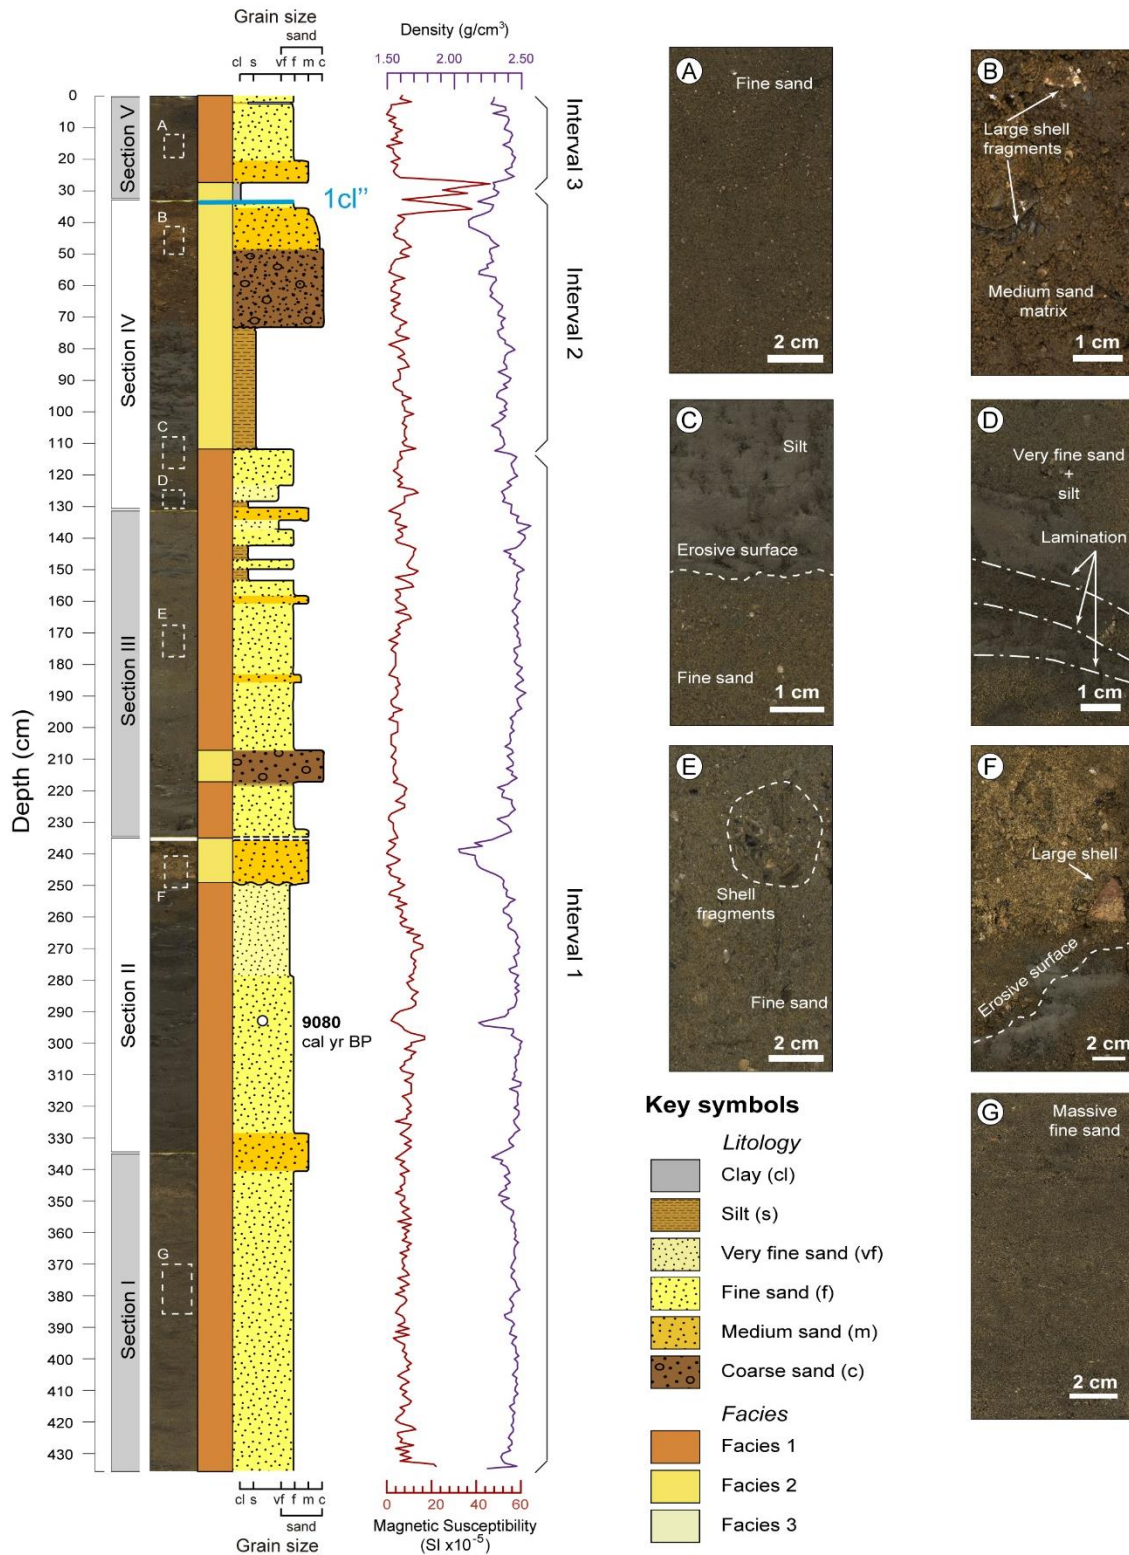 Grain size
sand
cl s vf f m c
Density (g/cm³)
1.50 2.00 2.50
Depth (cm)
0
10
20
30
40
50
60
70
80
90
100
110
120
130
140
150
160
170
180
190
200
210
220
230
240
250
260
270
280
290
300
310
320
330
340
350
360
370
380
390
400
410
420
430
Section V
Section IV
Section III
Section II
Section I
A
B
C
D
E
F
G
1cl’’
9080
cal yr BP
Interval 3
Interval 2
Interval 1
cl s vf f m c
sand
Grain size
0 20 40 60
Magnetic Susceptibility
(SI x10⁻⁵)
A
Fine sand
2 cm
B
Large shell
fragments
Medium sand
matrix
1 cm
C
Silt
Erosive surface
Fine sand
1 cm
D
Very fine sand
+
silt
Lamination
1 cm
E
Shell
fragments
Fine sand
2 cm
F
Large shell
Erosive surface
2 cm
G
Massive
fine sand
2 cm
Key symbols
Litology
Clay (cl)
Silt (s)
Very fine sand (vf)
Fine sand (f)
Medium sand (m)
Coarse sand (c)
Facies
Facies 1
Facies 2
Facies 3